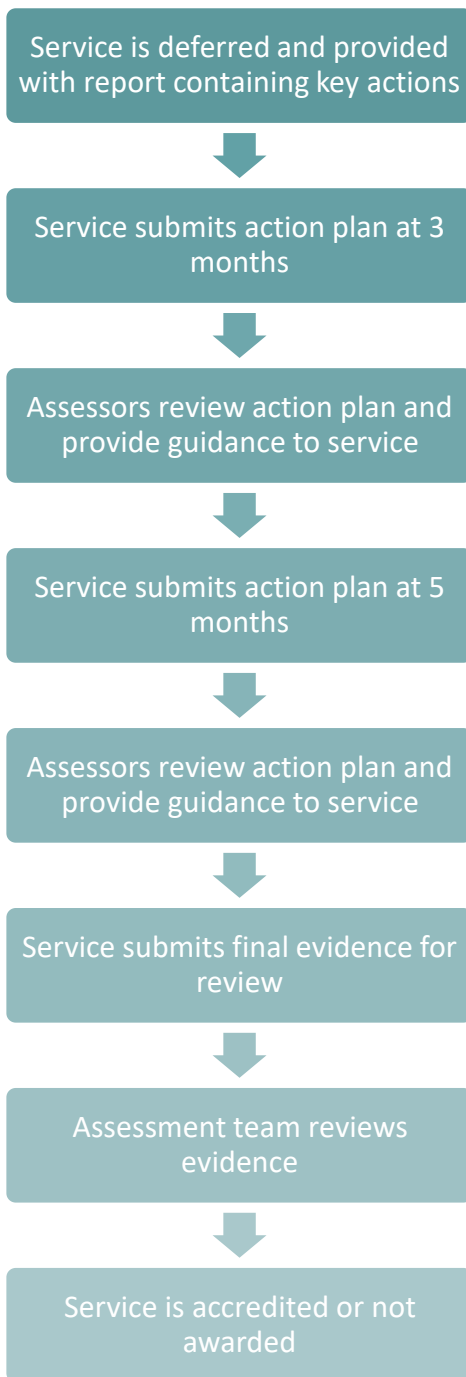 Service is deferred and provided
with report containing key actions
Service submits action plan at 3
months
Assessors review action plan and
provide guidance to service
Service submits action plan at 5
months
Assessors review action plan and
provide guidance to service
Service submits final evidence for
review
Assessment team reviews
evidence
Service is accredited or not
awarded